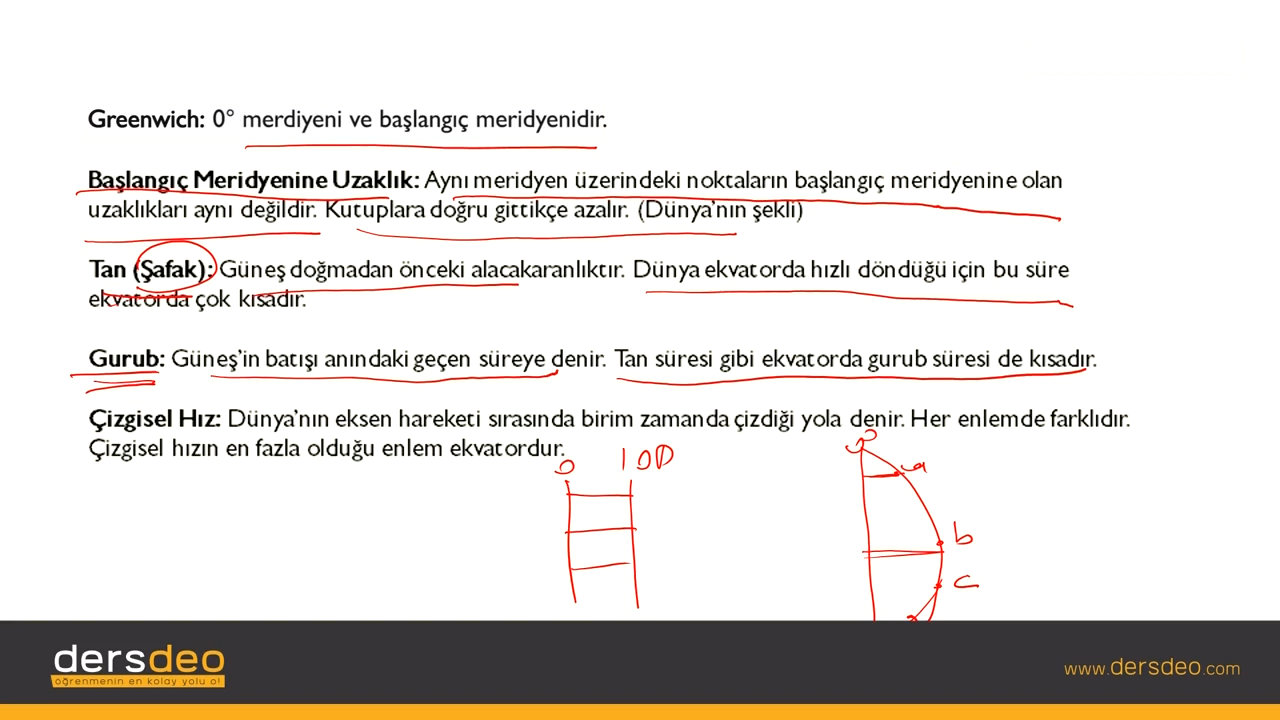 Greenwich: 0° merdiyeni ve başlangıç meridyenidir.
Başlangıç Meridyenine Uzaklık: Aynı meridyen üzerindeki noktaların başlangıç meridyenine olan
uzaklıkları aynı değildir. Kutuplara doğru gittikçe azalır. (Dünya’nın şekli)
Tan (Şafak): Güneş doğmadan önceki alacakaranlıktır. Dünya ekvatorda hızlı döndüğü için bu süre
ekvatorda çok kısadır.
Gurub: Güneş’in batışı anındaki geçen süreye denir. Tan süresi gibi ekvatorda gurub süresi de kısadır.
Çizgisel Hız: Dünya’nın eksen hareketi sırasında birim zamanda çizdiği yola denir. Her enlemde farklıdır.
Çizgisel hızın en fazla olduğu enlem ekvatordur.
0 100
a
b
c
dersdeo
öğrenmenin en kolay yolu o!
www.dersdeo.com